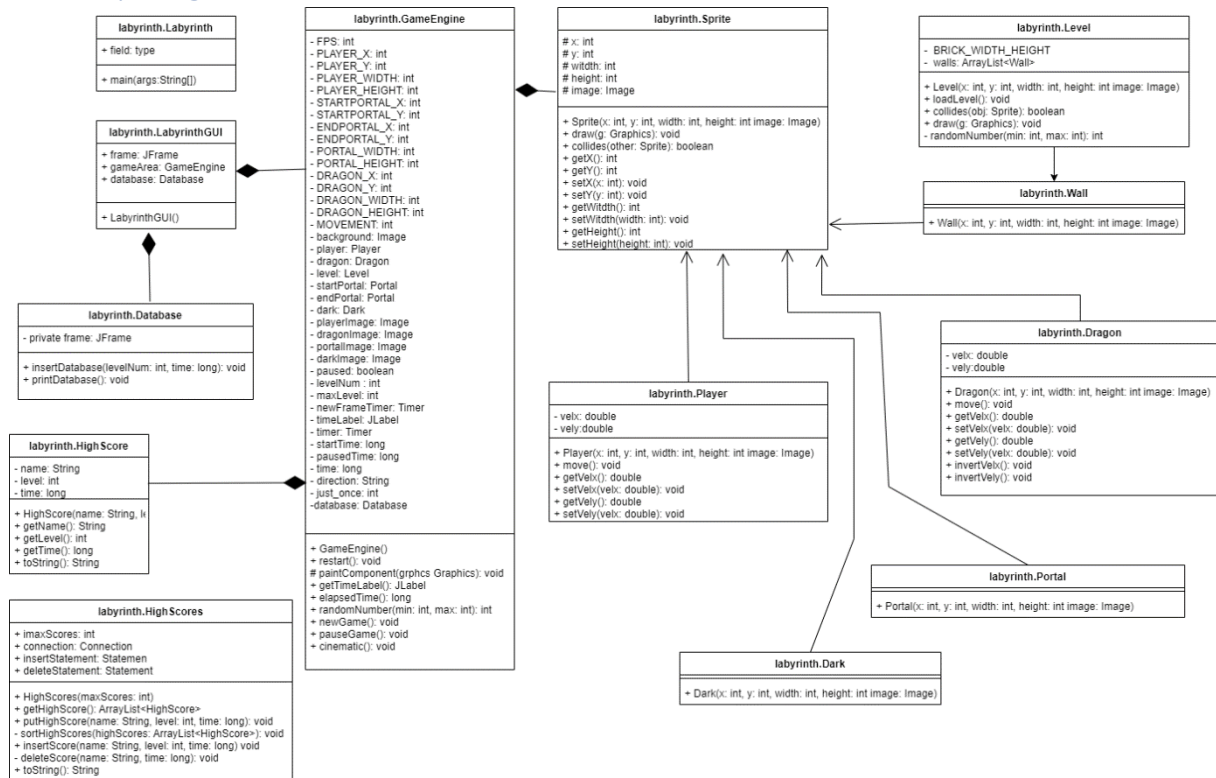 labyrinth.Labyrinth
+ field: type
+ main(args:String[])
labyrinth.LabyrinthGUI
+ frame: JFrame
+ gameArea: GameEngine
+ database: Database
+ LabyrinthGUI()
labyrinth.Database
- private frame: JFrame
+ insertDatabase(levelNum: int, time: long): void
+ printDatabase(): void
labyrinth.HighScore
- name: String
- level: int
- time: long
+ HighScore(name: String, le
+ getName(): String
+ getLevel(): int
+ getTime(): long
+ toString(): String
labyrinth.HighScores
+ imaxScores: int
+ connection: Connection
+ insertStatement: Statemen
+ deleteStatement: Statement
+ HighScores(maxScores: int)
+ getHighScore(): ArrayList<HighScore>
+ putHighScore(name: String, level: int, time: long): void
- sortHighScores(highScores: ArrayList<HighScore>): void
+ insertScore(name: String, level: int, time: long) void
- deleteScore(name: String, time: long): void
+ toString(): String
labyrinth.GameEngine
- FPS: int
- PLAYER_X: int
- PLAYER_Y: int
- PLAYER_WIDTH: int
- PLAYER_HEIGHT: int
- STARTPORTAL_X: int
- STARTPORTAL_Y: int
- ENDPORTAL_X: int
- ENDPORTAL_Y: int
- PORTAL_WIDTH: int
- PORTAL_HEIGHT: int
- DRAGON_X: int
- DRAGON_Y: int
- DRAGON_WIDTH: int
- DRAGON_HEIGHT: int
- MOVEMENT: int
- background: Image
- player: Player
- dragon: Dragon
- level: Level
- startPortal: Portal
- endPortal: Portal
- dark: Dark
- playerImage: Image
- dragonImage: Image
- portalImage: Image
- darkImage: Image
- paused: boolean
- levelNum : int
- maxLevel: int
- newFrameTimer: Timer
- timeLabel: JLabel
- timer: Timer
- startTime: long
- pausedTime: long
- time: long
- direction: String
- just_once: int
-database: Database
+ GameEngine()
+ restart(): void
# paintComponent(grphcs Graphics): void
+ getTimeLabel(): JLabel
+ elapsedTime(): long
+ randomNumber(min: int, max: int): int
+ newGame(): void
+ pauseGame(): void
+ cinematic(): void
labyrinth.Sprite
# x: int
# y: int
# witdth: int
# height: int
# image: Image
+ Sprite(x: int, y: int, width: int, height: int image: Image)
+ draw(g: Graphics): void
+ collides(other: Sprite): boolean
+ getX(): int
+ getY(): int
+ setX(x: int): void
+ setY(y: int): void
+ getWitdth(): int
+ setWitdth(width: int): void
+ getHeight(): int
+ setHeight(height: int): void
labyrinth.Level
- BRICK_WIDTH_HEIGHT
- walls: ArrayList<Wall>
+ Level(x: int, y: int, width: int, height: int image: Image)
+ loadLevel(): void
+ collides(obj: Sprite): boolean
+ draw(g: Graphics): void
- randomNumber(min: int, max: int): int
labyrinth.Wall
+ Wall(x: int, y: int, width: int, height: int image: Image)
labyrinth.Dragon
- velx: double
- vely:double
+ Dragon(x: int, y: int, width: int, height: int image: Image)
+ move(): void
+ getVelx(): double
+ setVelx(velx: double): void
+ getVely(): double
+ setVely(velx: double): void
+ invertVelx(): void
+ invertVely(): void
labyrinth.Player
- velx: double
- vely:double
+ Player(x: int, y: int, width: int, height: int image: Image)
+ move(): void
+ getVelx(): double
+ setVelx(velx: double): void
+ getVely(): double
+ setVely(velx: double): void
labyrinth.Portal
+ Portal(x: int, y: int, width: int, height: int image: Image)
labyrinth.Dark
+ Dark(x: int, y: int, width: int, height: int image: Image)